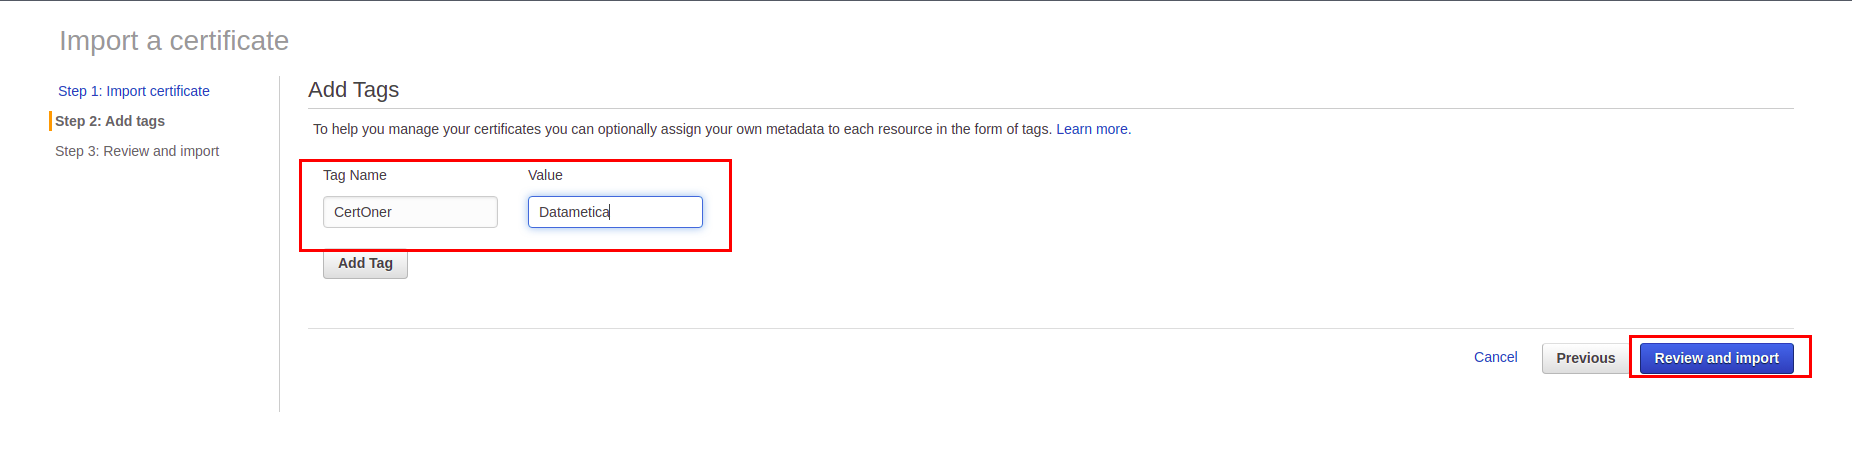 Import a certificate
Step 1: Import certificate
Step 2: Add tags
Step 3: Review and import
Add Tags
To help you manage your certificates you can optionally assign your own metadata to each resource in the form of tags. Learn more.
Tag Name Value
CertOner Datametica
Add Tag
Cancel Previous Review and import